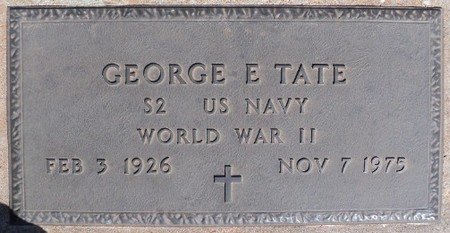 GEORGE E TATE
S2 US NAVY
WORLD WAR II
FEB 3 1926 NOV 7 1975